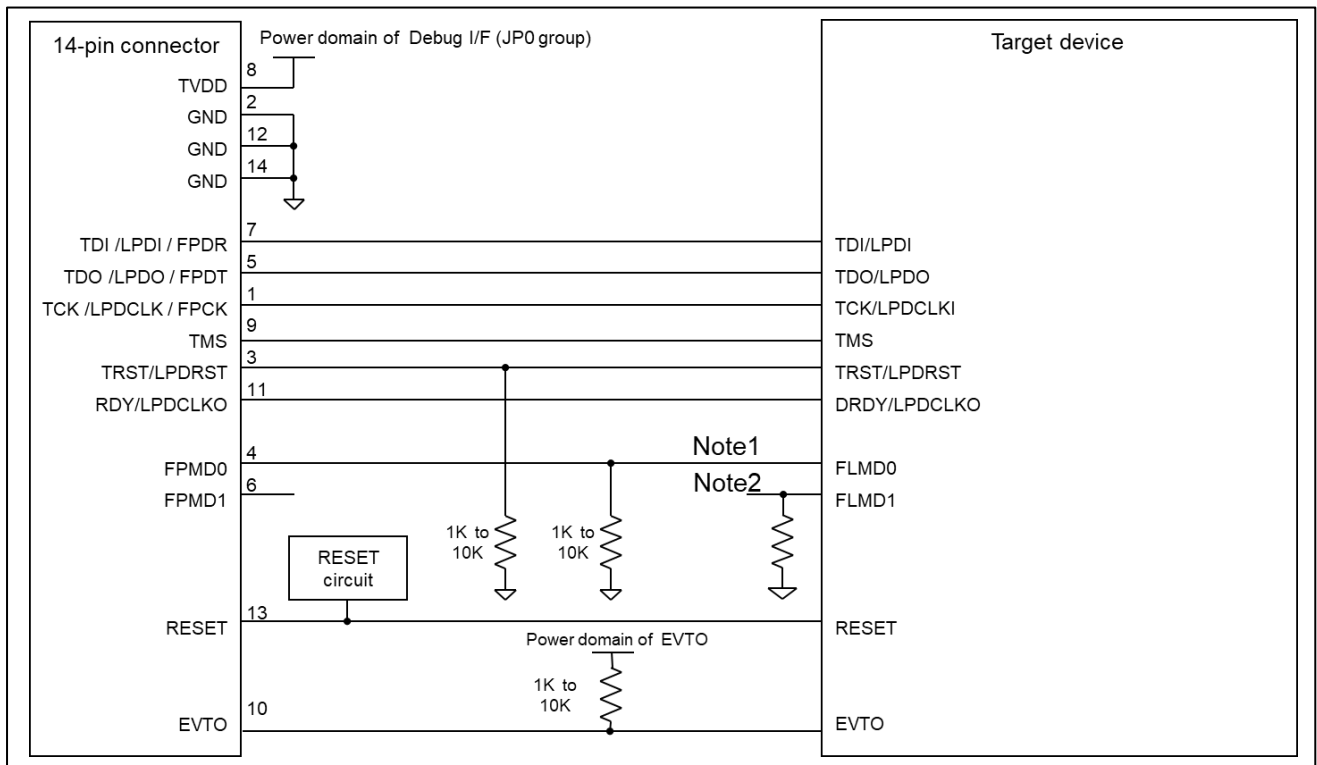 14-pin connector
Power domain of Debug I/F (JP0 group)
Target device
8
TVDD
2
GND
12
GND
14
GND
7
TDI /LPDI / FPDR
TDI/LPDI
5
TDO /LPDO / FPDT
TDO/LPDO
1
TCK /LPDCLK / FPCK
TCK/LPDCLKI
9
TMS
TMS
3
TRST/LPDRST
TRST/LPDRST
11
RDY/LPDCLKO
DRDY/LPDCLKO
4
Note1
FPMD0
FLMD0
6
Note2
FPMD1
FLMD1
1K to
10K
1K to
10K
RESET
circuit
13
RESET
RESET
Power domain of EVTO
1K to
10K
10
EVTO
EVTO